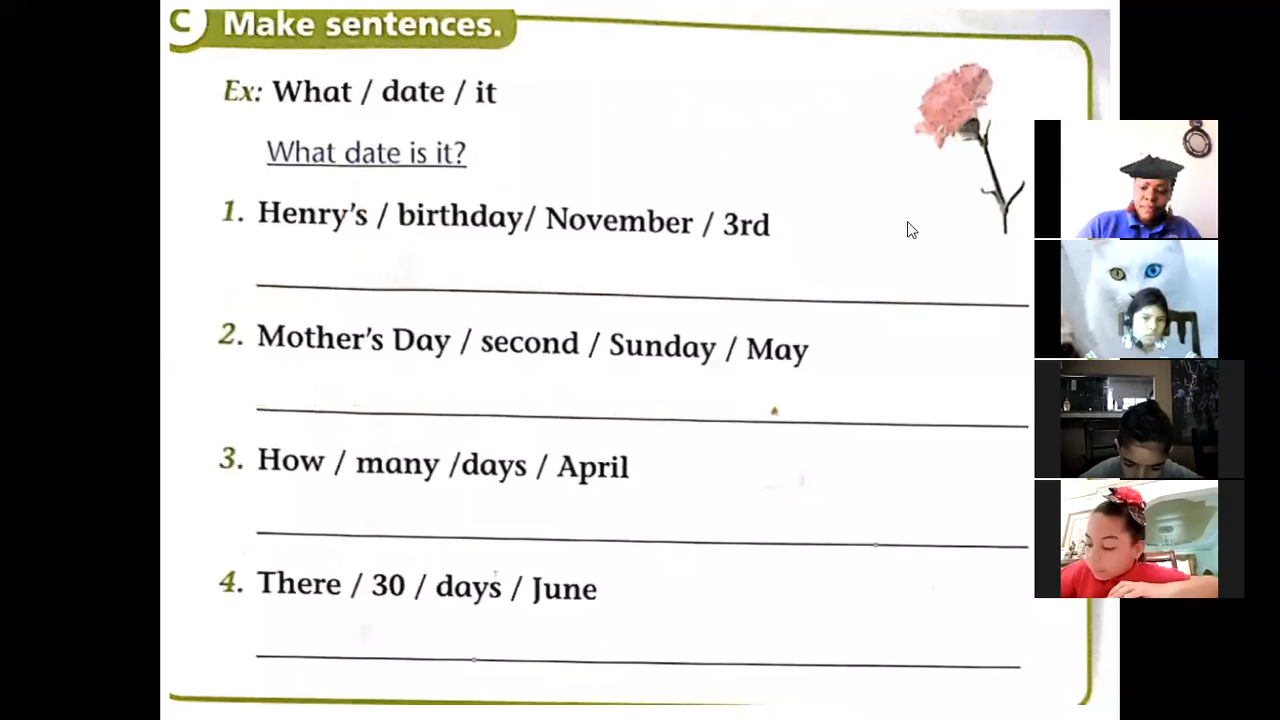 C Make sentences.
Ex: What / date / it
What date is it?
1. Henry's / birthday/ November / 3rd
2. Mother's Day / second / Sunday / May
3. How / many /days / April
4. There / 30 / days / June